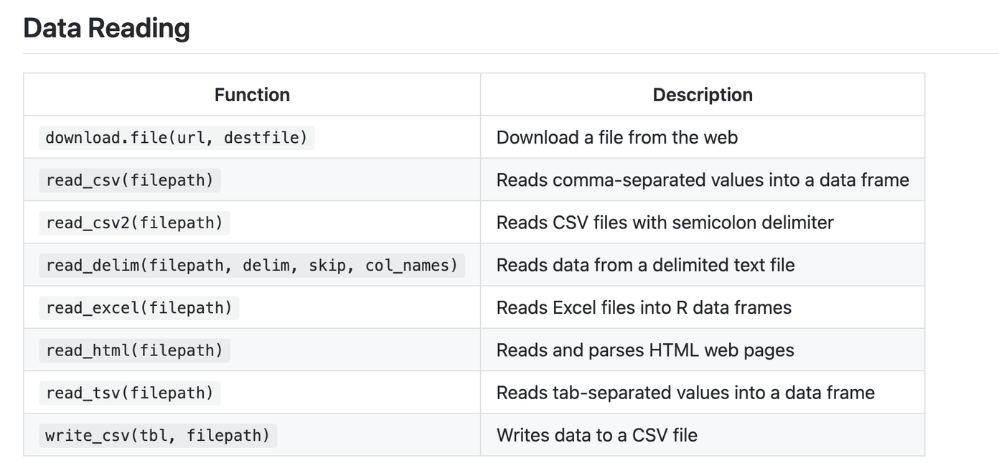 Data Reading
Function Description
download.file(url, destfile) Download a file from the web
read_csv(filepath) Reads comma-separated values into a data frame
read_csv2(filepath) Reads CSV files with semicolon delimiter
read_delim(filepath, delim, skip, col_names) Reads data from a delimited text file
read_excel(filepath) Reads Excel files into R data frames
read_html(filepath) Reads and parses HTML web pages
read_tsv(filepath) Reads tab-separated values into a data frame
write_csv(tbl, filepath) Writes data to a CSV file